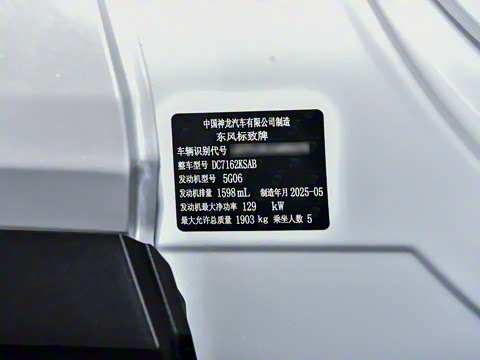 中国神龙汽车有限公司制造
东风标致牌
车辆识别代号
整车型号 DC7162KSAB
发动机型号 5G06
发动机排量 1598 mL 制造年月 2025-05
发动机最大净功率 129 kW
最大允许总质量 1903 kg 乘坐人数 5